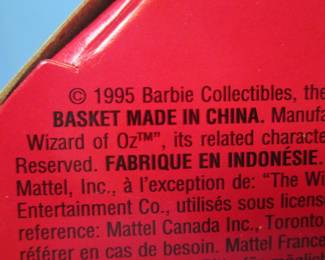 © 1995 Barbie Collectibles, the
BASKET MADE IN CHINA. Manufa
Wizard of Oz™", its related characte
Reserved. FABRIQUE EN INDONÉSIE.
Mattel, Inc., à l'exception de: "The Wi
Entertainment Co., utilisés sous licens
reference: Mattel Canada Inc., Toronto
référer en cas de besoin. Mattel France